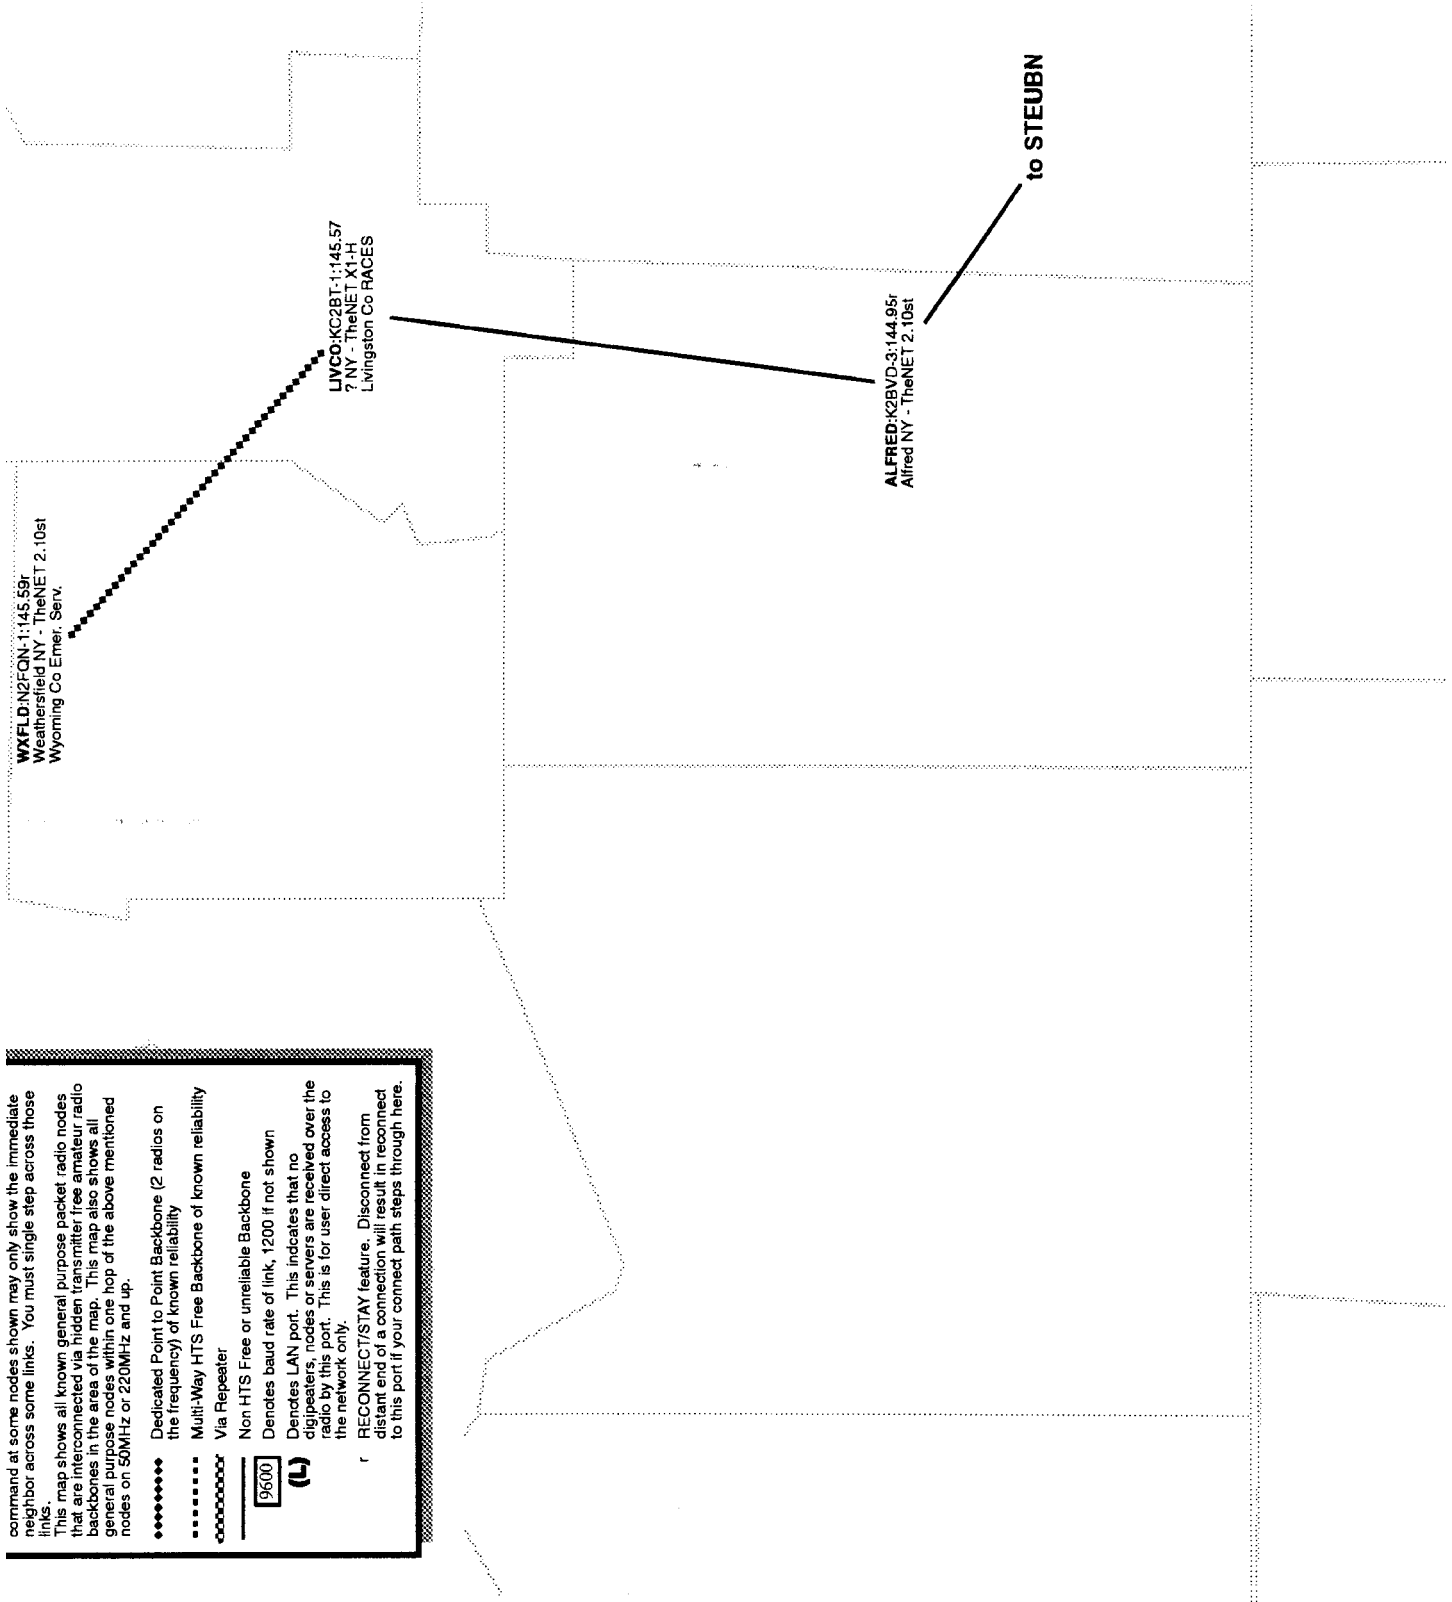 command at some nodes shown may only show the immediate
neighbor across some links. You must single step across those
links.
This map shows all known general purpose packet radio nodes
that are interconnected via hidden transmitter free amateur radio
backbones in the area of the map. This map also shows all
general purpose nodes within one hop of the above mentioned
nodes on 50MHz or 220MHz and up.
Dedicated Point to Point Backbone (2 radios on
the frequency) of known reliability
Multi-Way HTS Free Backbone of known reliability
Via Repeater
Non HTS Free or unreliable Backbone
9600 Denotes baud rate of link, 1200 if not shown
(L) Denotes LAN port. This indcates that no
digipeaters, nodes or servers are received over the
radio by this port. This is for user direct access to
the network only.
r RECONNECT/STAY feature. Disconnect from
distant end of a connection will result in reconnect
to this port if your connect path steps through here.
WXFLD:N2FQN-1:145.59r
Weathersfield NY - TheNET 2.10st
Wyoming Co Emer. Serv.
LIVCO:KC2BT-1:145.57
? NY - TheNET X1-H
Livingston Co RACES
ALFRED:K2BVD-3:144.95r
Alfred NY - TheNET 2.10st
to STEUBN